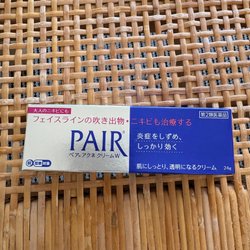 大人のニキビにも
フェイスラインの吹き出物・ニキビも治療する
第2類医薬品
PAIR®
ペアアクネクリームW
炎症をしずめ、
しっかり効く
肌にしっとり、透明になるクリーム
24g